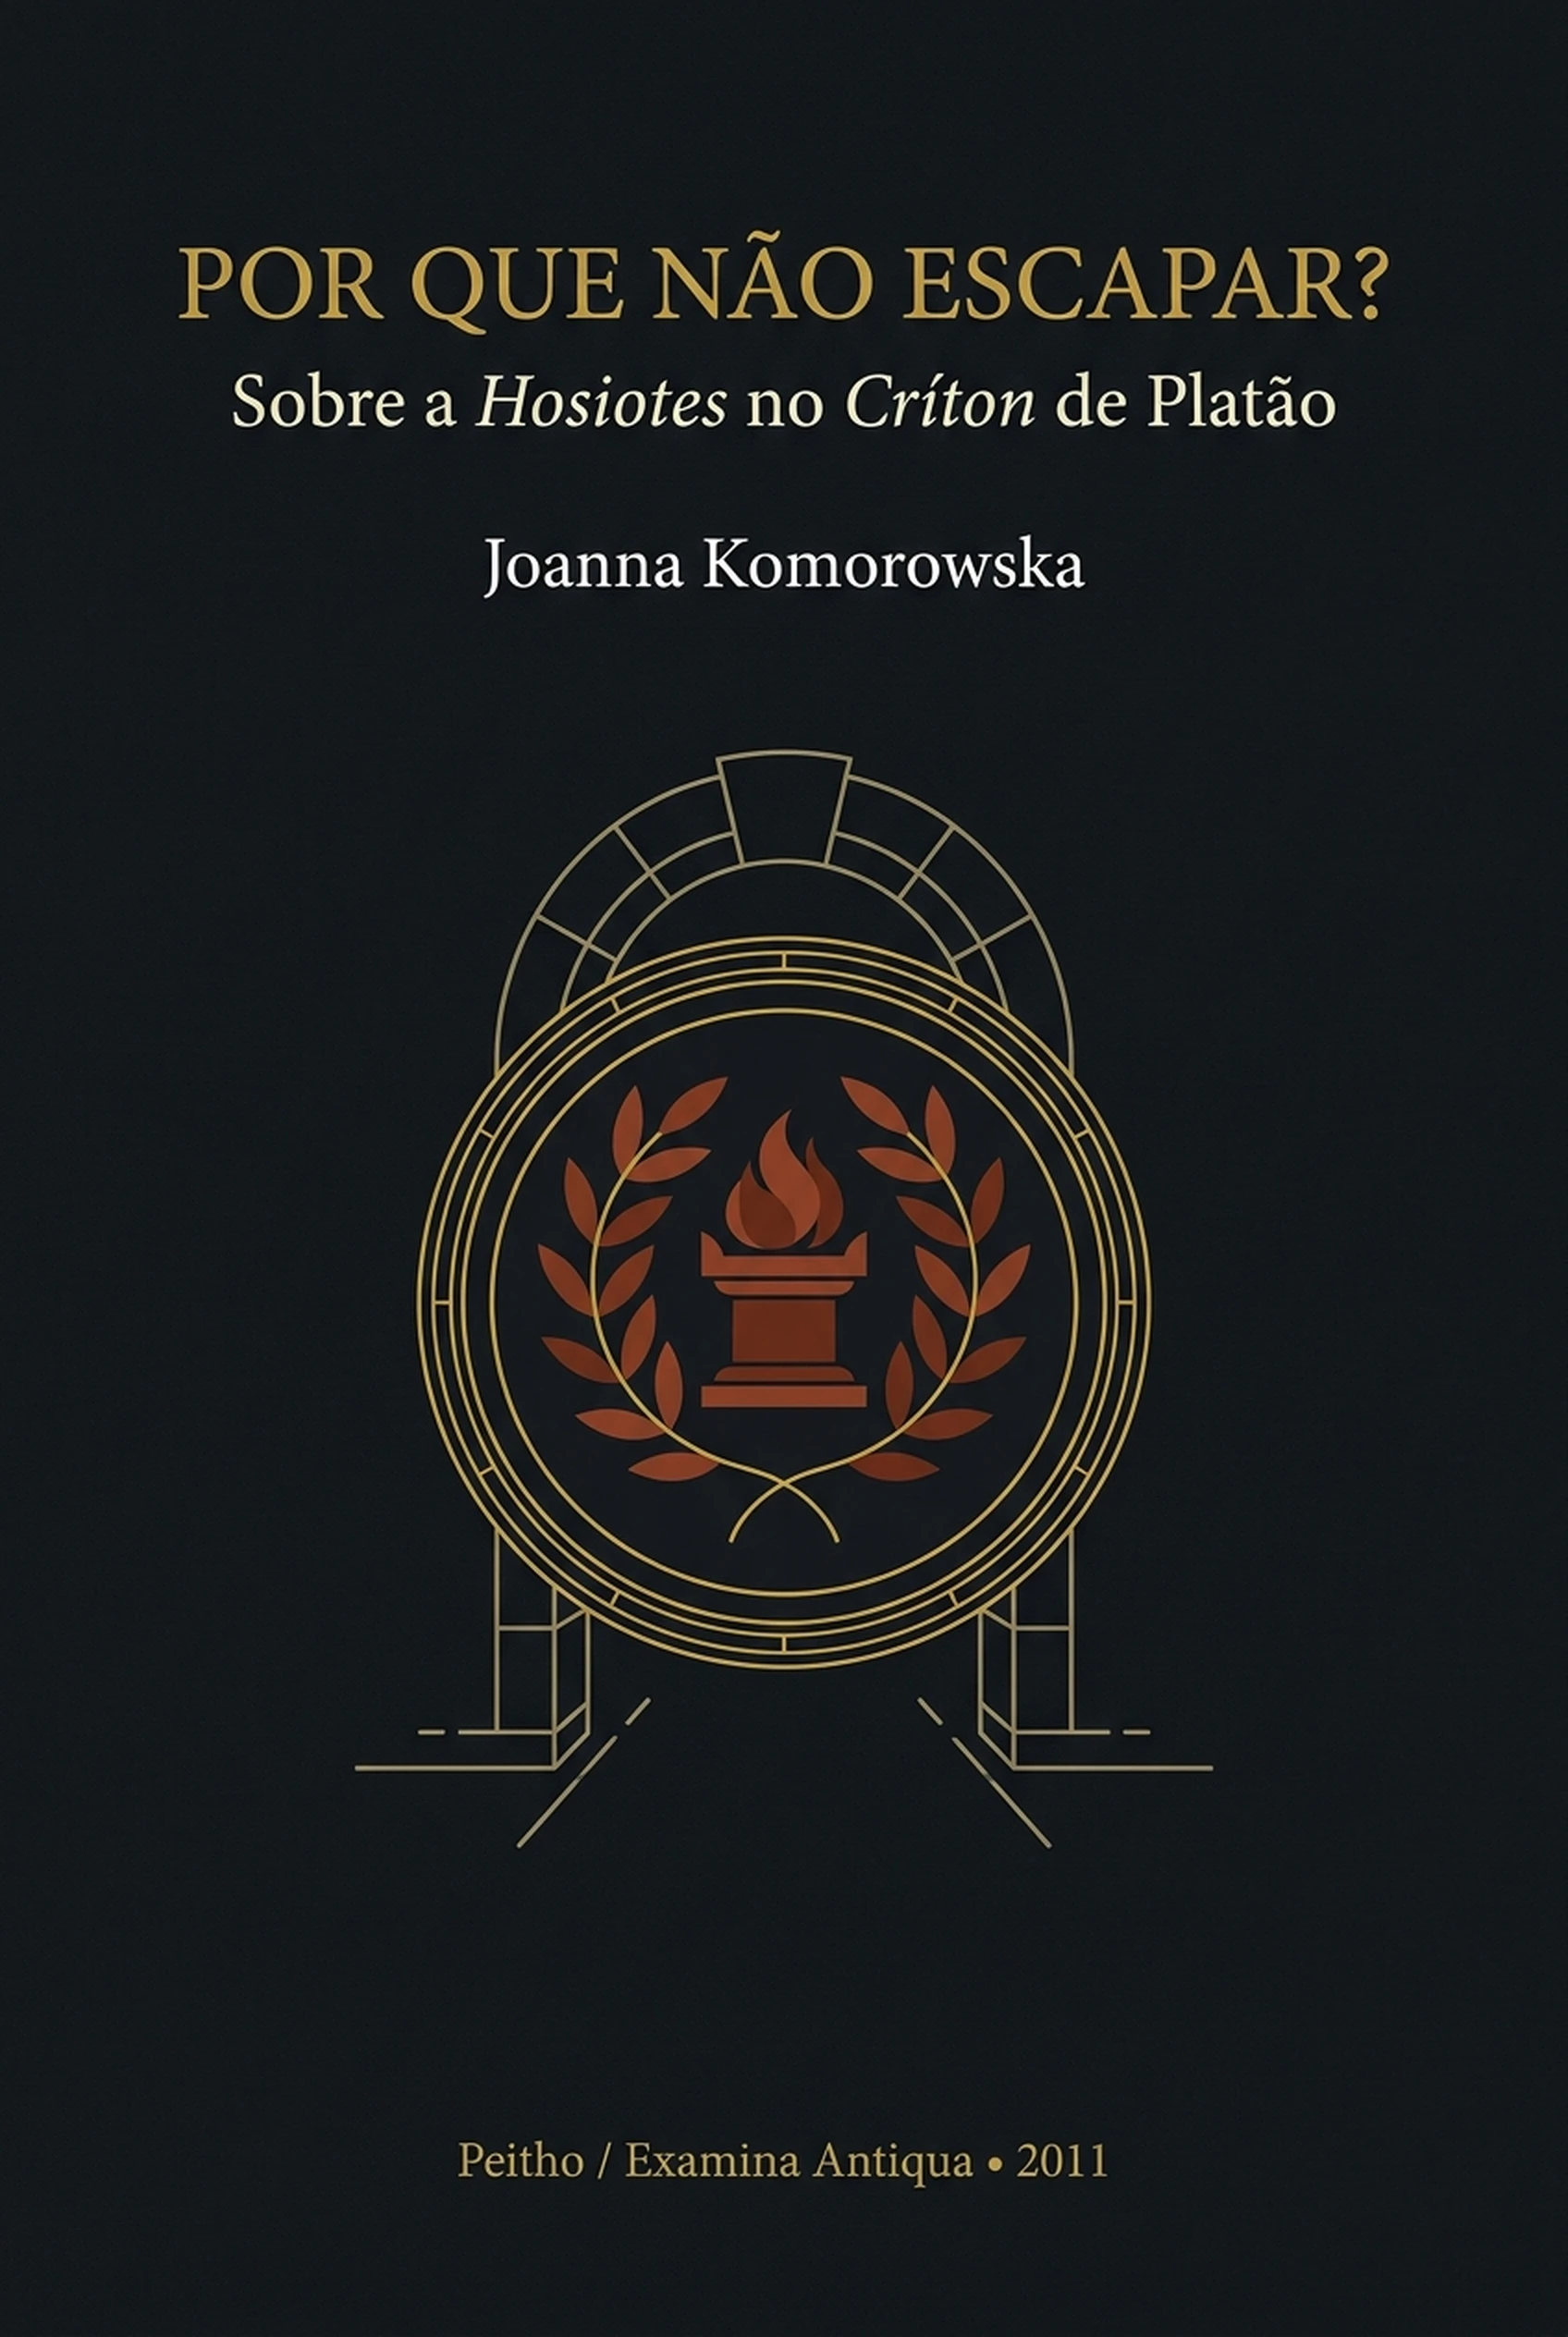 POR QUE NÃO ESCAPAR?
Sobre a Hosiotes no Críton de Platão
Joanna Komorowska
Peitho / Examina Antiqua • 2011